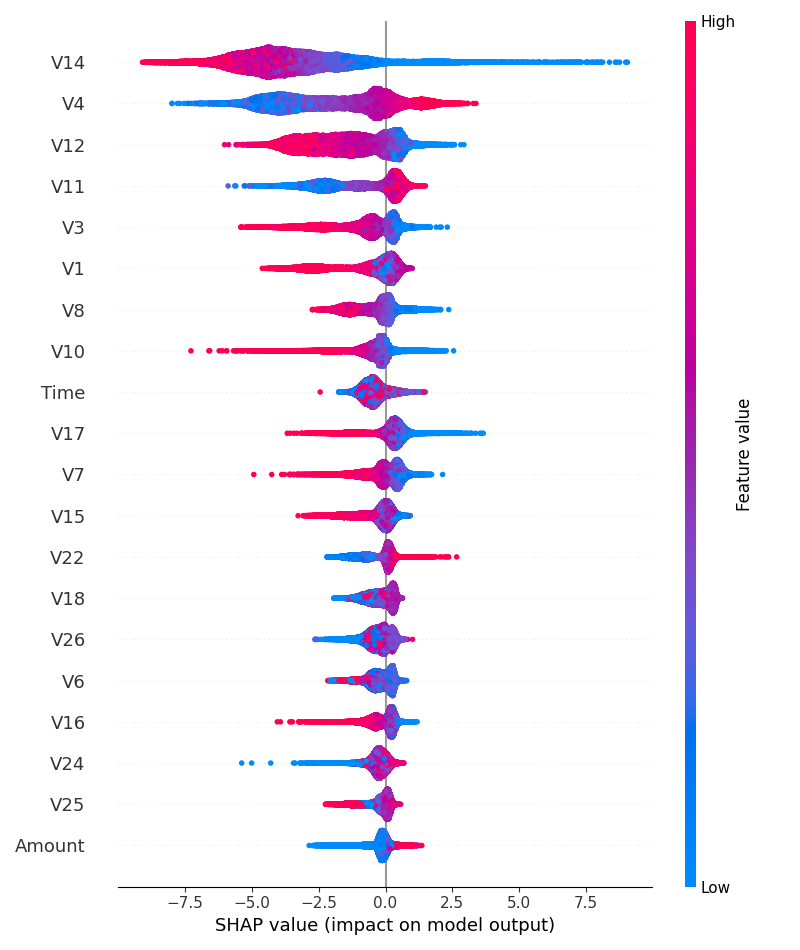 High
V14
V4
V12
V11
V3
V1
V8
V10
Time
V17
V7
V15
V22
V18
V26
V6
V16
V24
V25
Amount
Feature value
Low
−7.5 −5.0 −2.5 0.0 2.5 5.0 7.5
SHAP value (impact on model output)